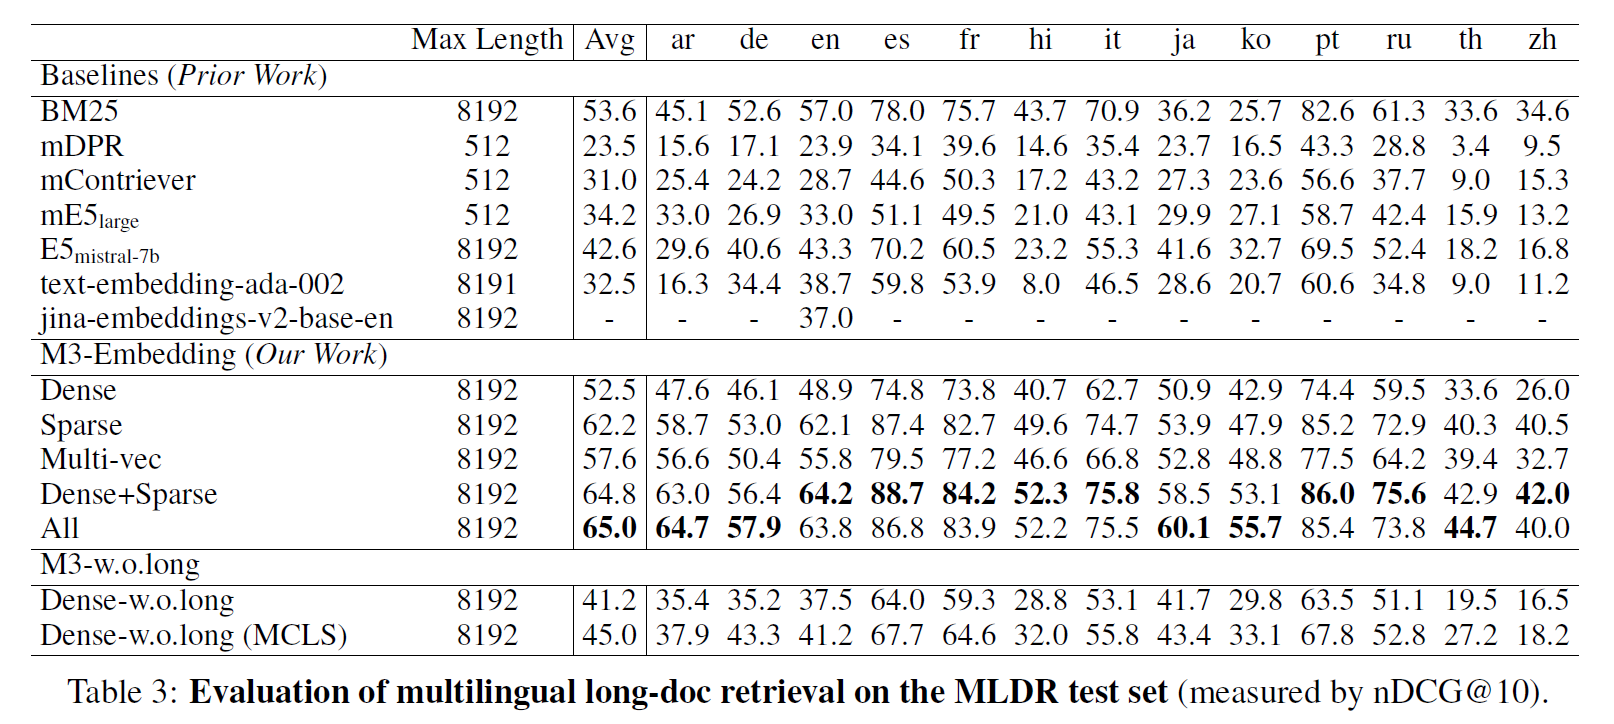 Max Length Avg ar de en es fr hi it ja ko pt ru th zh
Baselines (Prior Work)
BM25 8192 53.6 45.1 52.6 57.0 78.0 75.7 43.7 70.9 36.2 25.7 82.6 61.3 33.6 34.6
mDPR 512 23.5 15.6 17.1 23.9 34.1 39.6 14.6 35.4 23.7 16.5 43.3 28.8 3.4 9.5
mContriever 512 31.0 25.4 24.2 28.7 44.6 50.3 17.2 43.2 27.3 23.6 56.6 37.7 9.0 15.3
mE5large 512 34.2 33.0 26.9 33.0 51.1 49.5 21.0 43.1 29.9 27.1 58.7 42.4 15.9 13.2
E5mistral-7b 8192 42.6 29.6 40.6 43.3 70.2 60.5 23.2 55.3 41.6 32.7 69.5 52.4 18.2 16.8
text-embedding-ada-002 8191 32.5 16.3 34.4 38.7 59.8 53.9 8.0 46.5 28.6 20.7 60.6 34.8 9.0 11.2
jina-embeddings-v2-base-en 8192 - - - 37.0 - - - - - - - - - -
M3-Embedding (Our Work)
Dense 8192 52.5 47.6 46.1 48.9 74.8 73.8 40.7 62.7 50.9 42.9 74.4 59.5 33.6 26.0
Sparse 8192 62.2 58.7 53.0 62.1 87.4 82.7 49.6 74.7 53.9 47.9 85.2 72.9 40.3 40.5
Multi-vec 8192 57.6 56.6 50.4 55.8 79.5 77.2 46.6 66.8 52.8 48.8 77.5 64.2 39.4 32.7
Dense+Sparse 8192 64.8 63.0 56.4 64.2 88.7 84.2 52.3 75.8 58.5 53.1 86.0 75.6 42.9 42.0
All 8192 65.0 64.7 57.9 63.8 86.8 83.9 52.2 75.5 60.1 55.7 85.4 73.8 44.7 40.0
M3-w.o.long
Dense-w.o.long 8192 41.2 35.4 35.2 37.5 64.0 59.3 28.8 53.1 41.7 29.8 63.5 51.1 19.5 16.5
Dense-w.o.long (MCLS) 8192 45.0 37.9 43.3 41.2 67.7 64.6 32.0 55.8 43.4 33.1 67.8 52.8 27.2 18.2
Table 3: Evaluation of multilingual long-doc retrieval on the MLDR test set (measured by nDCG@10).